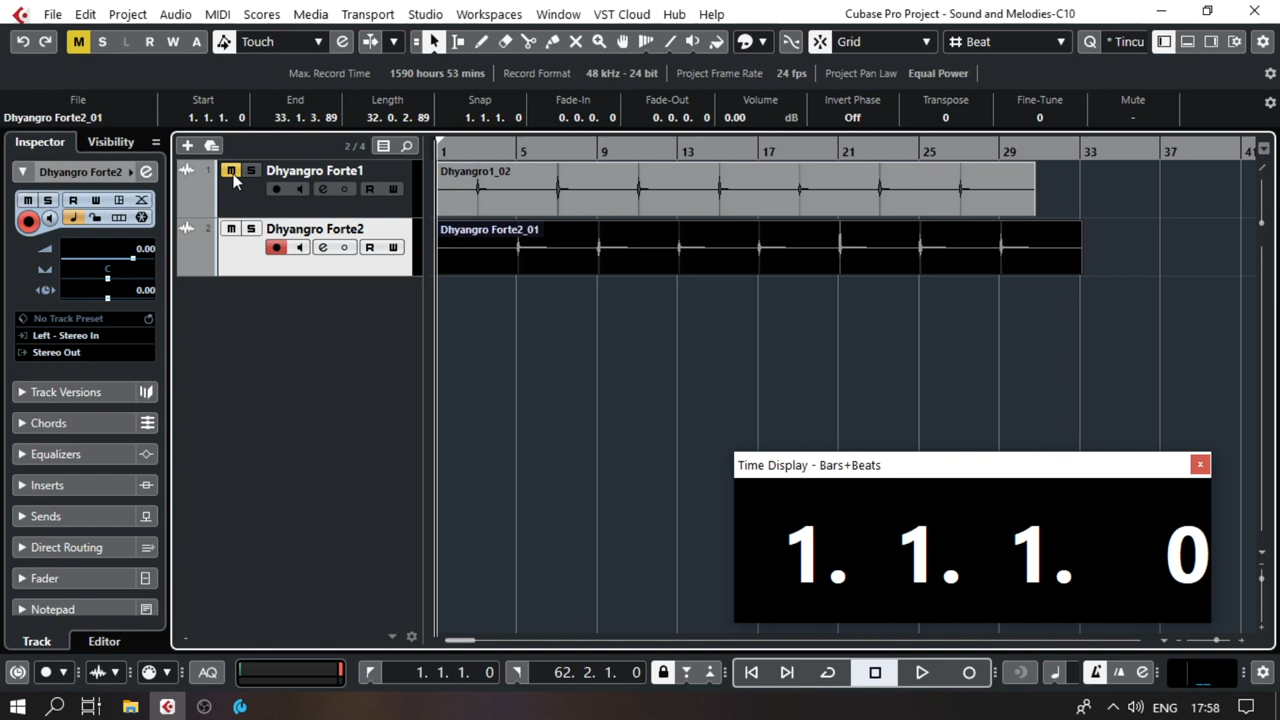 File Edit Project Audio MIDI Scores Media Transport Studio Workspaces Window VST Cloud Hub Help Cubase Pro Project - Sound and Melodies-C10
M S L R W A Touch Grid Beat * Tincu
Max. Record Time 1590 hours 53 mins Record Format 48 kHz - 24 bit Project Frame Rate 24 fps Project Pan Law Equal Power
File Start End Length Snap Fade-In Fade-Out Volume Invert Phase Transpose Fine-Tune Mute
Dhyangro Forte2_01 1. 1. 1. 0 33. 1. 3. 89 32. 0. 2. 89 1. 1. 1. 0 0. 0. 0. 0 0. 0. 0. 0 0.00 dB Off 0 0 -
Inspector Visibility 2 / 4 1 5 9 13 17 21 25 29 33 37 41
Dhyangro Forte2 1 m S Dhyangro Forte1 Dhyangro1_02
m S R W
R W
2 m S Dhyangro Forte2 Dhyangro Forte2_01
0.00 R W
C
0.00
No Track Preset
Left - Stereo In
Stereo Out
Track Versions
Chords
Equalizers
Time Display - Bars+Beats x
Inserts
Sends
Direct Routing
1. 1. 1. 0
Fader
Notepad
Track Editor -
AQ 1. 1. 1. 0 62. 2. 1. 0
ENG 17:58